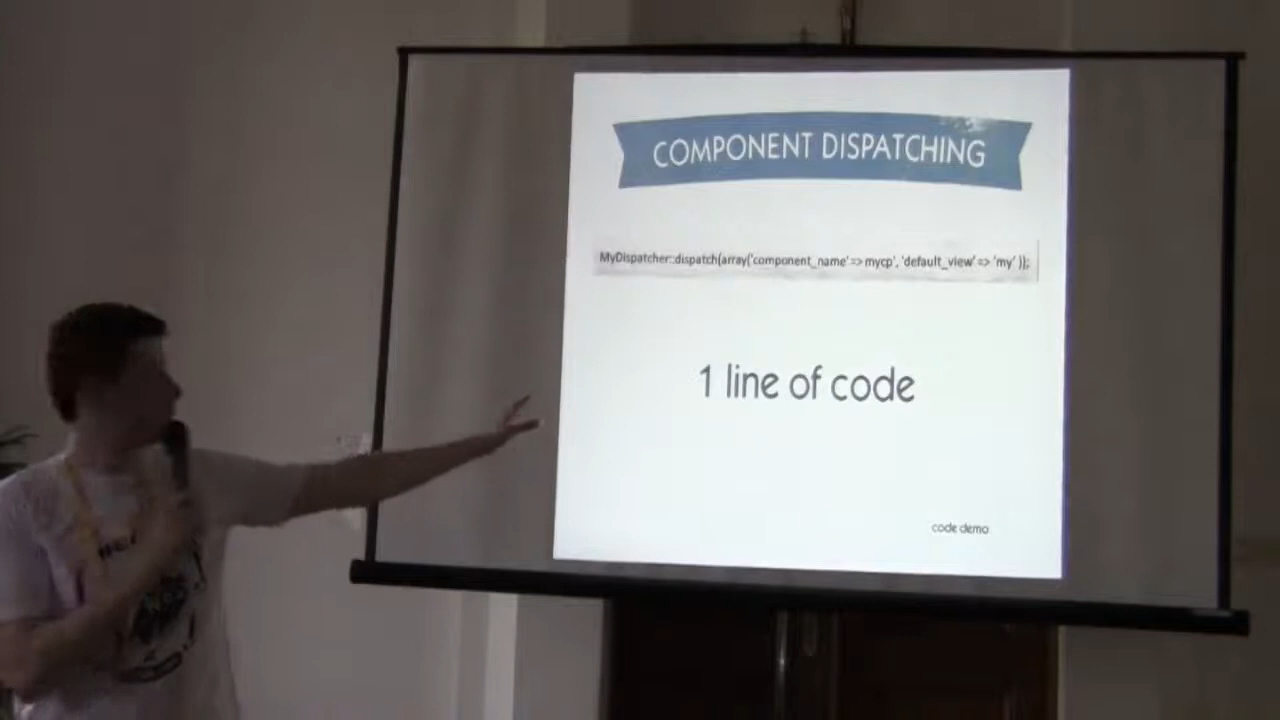 COMPONENT DISPATCHING
MyDispatcher::dispatch(array('component_name'=> mycp', 'default_view'=> 'my' ));
1 line of code
code demo